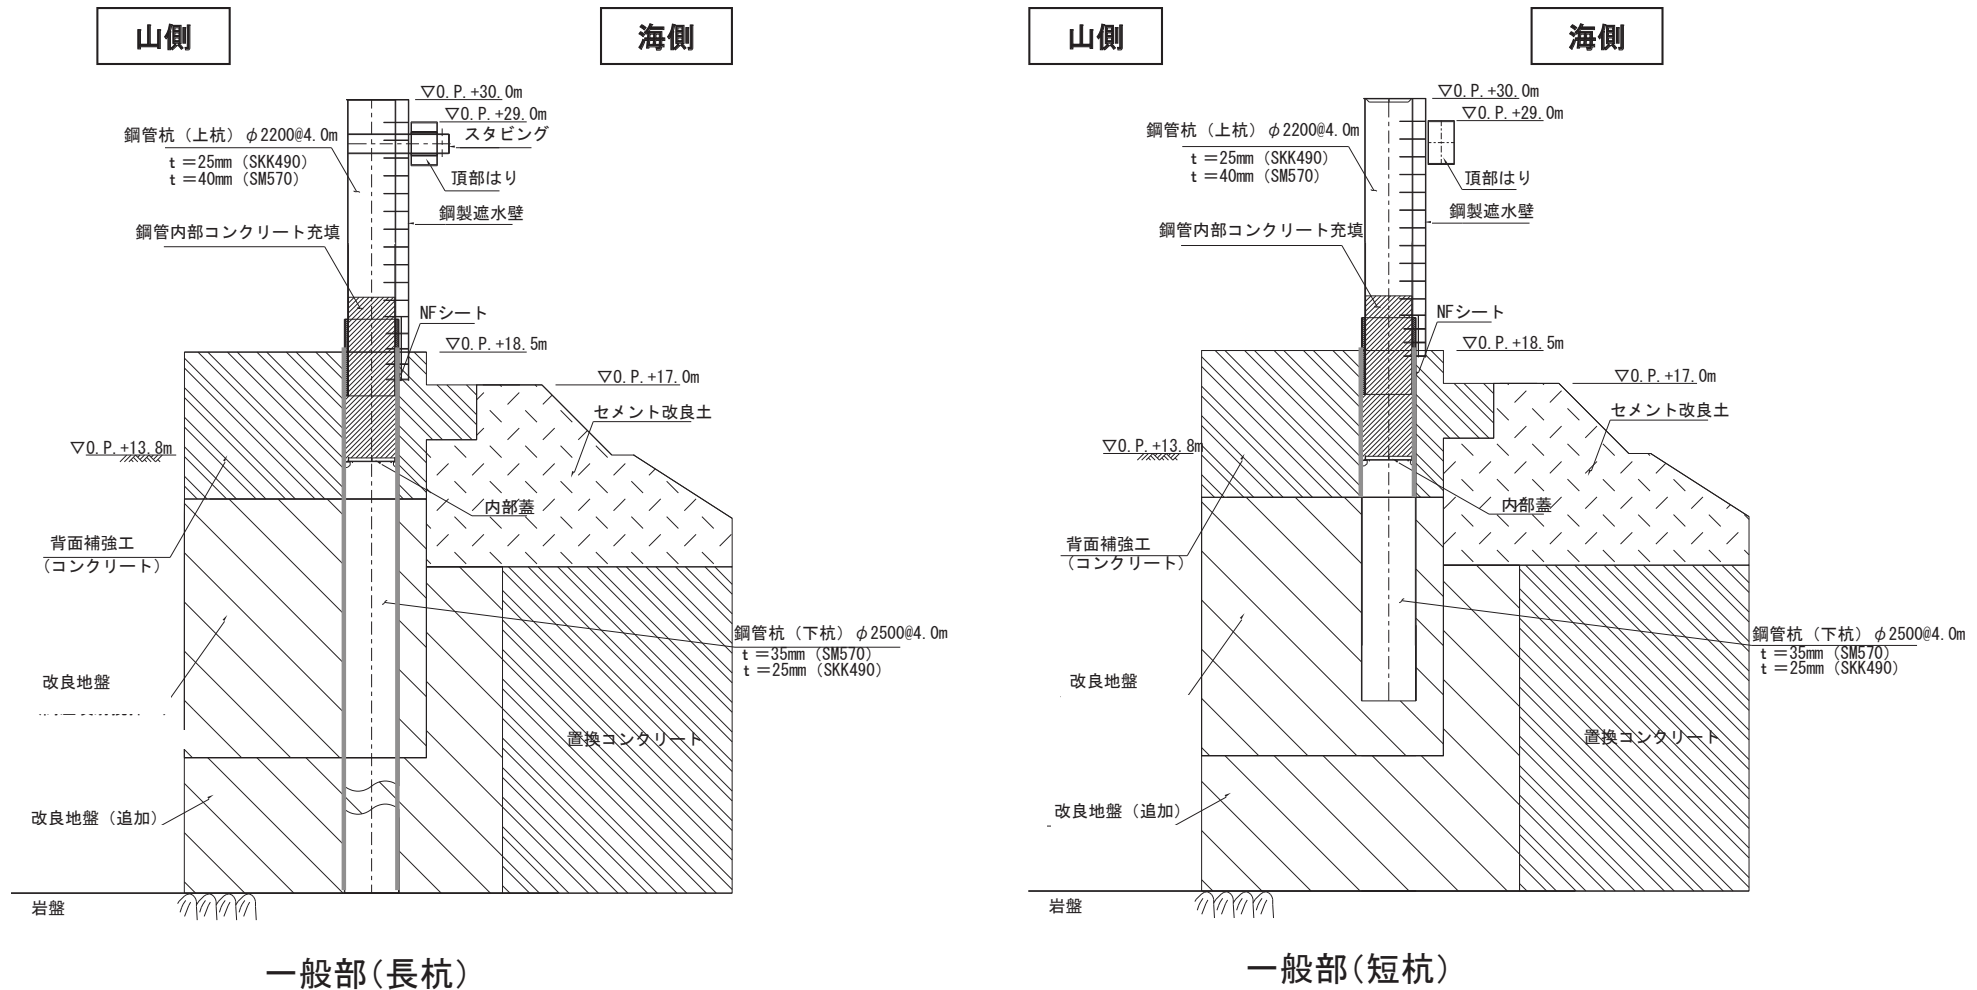 山側
海側
▽O.P.+30.0m
▽O.P.+29.0m
スタビング
鋼管杭（上杭）φ2200@4.0m
t＝25mm（SKK490）
t＝40mm（SM570）
頂部はり
鋼製遮水壁
鋼管内部コンクリート充填
NFシート
▽O.P.+18.5m
▽O.P.+17.0m
セメント改良土
▽O.P.+13.8m
内部蓋
背面補強工
（コンクリート）
鋼管杭（下杭）φ2500@4.0m
t＝35mm（SM570）
t＝25mm（SKK490）
改良地盤
置換コンクリート
改良地盤（追加）
岩盤
一般部（長杭）
山側
海側
▽O.P.+30.0m
▽O.P.+29.0m
鋼管杭（上杭）φ2200@4.0m
t＝25mm（SKK490）
t＝40mm（SM570）
頂部はり
鋼製遮水壁
鋼管内部コンクリート充填
NFシート
▽O.P.+18.5m
▽O.P.+17.0m
セメント改良土
▽O.P.+13.8m
内部蓋
背面補強工
（コンクリート）
鋼管杭（下杭）φ2500@4.0m
t＝35mm（SM570）
t＝25mm（SKK490）
改良地盤
置換コンクリート
改良地盤（追加）
岩盤
一般部（短杭）